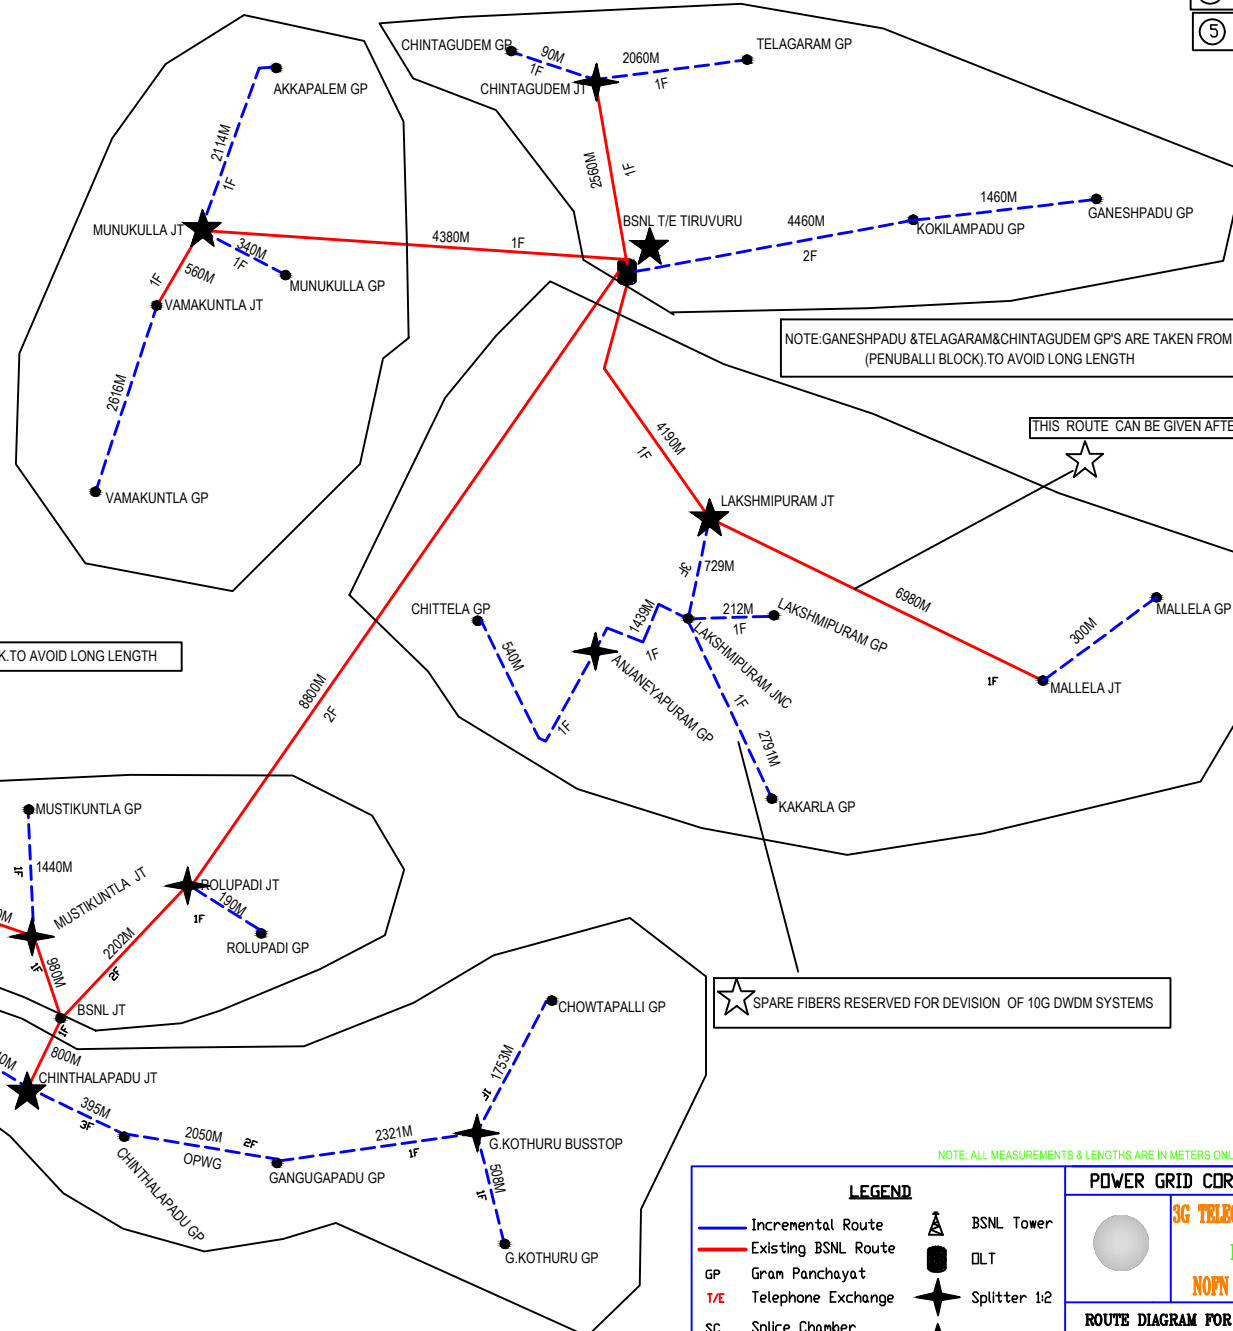 5
CHINTAGUDEM GP
90M
1F
2060M
1F
TELAGARAM GP
CHINTAGUDEM JT
AKKAPALEM GP
2114M
1F
2560M
1F
MUNUKULLA JT
340M
1F
4380M
1F
BSNL T/E TIRUVURU
4460M
2F
1460M
GANESHPADU GP
KOKILAMPADU GP
560M
1F
MUNUKULLA GP
VAMAKUNTLA JT
2616M
VAMAKUNTLA GP
NOTE:GANESHPADU &TELAGARAM&CHINTAGUDEM GP'S ARE TAKEN FROM
(PENUBALLI BLOCK).TO AVOID LONG LENGTH
THIS ROUTE CAN BE GIVEN AFTE
4190M
1F
LAKSHMIPURAM JT
3F
729M
6980M
1F
MALLELA GP
300M
MALLELA JT
CHITTELA GP
540M
1F
1439M
1F
212M
1F
LAKSHMIPURAM GP
LAKSHMIPURAM JNC
ANJANEYAPURAM GP
1F
2791M
KAKARLA GP
K.TO AVOID LONG LENGTH
8800M
2F
MUSTIKUNTLA GP
1F
1440M
MUSTIKUNTLA JT
0M
ROLUPADI JT
190M
1F
ROLUPADI GP
2202M
2F
1F
980M
BSNL JT
1F
800M
SPARE FIBERS RESERVED FOR DEVISION OF 10G DWDM SYSTEMS
CHOWTAPALLI GP
1753M
1F
0M
CHINTHALAPADU JT
395M
3F
2050M
OPWG
2F
2321M
1F
G.KOTHURU BUSSTOP
CHINTHALAPADU GP
GANGUGAPADU GP
508M
1F
G.KOTHURU GP
NOTE: ALL MEASUREMENTS & LENGTHS ARE IN METERS ONL
LEGEND
Incremental Route
Existing BSNL Route
GP Gram Panchayat
T/E Telephone Exchange
SC Splice Chamber
BSNL Tower
OLT
Splitter 1:2
POWER GRID COR
3G TELE
NOFN
ROUTE DIAGRAM FOR